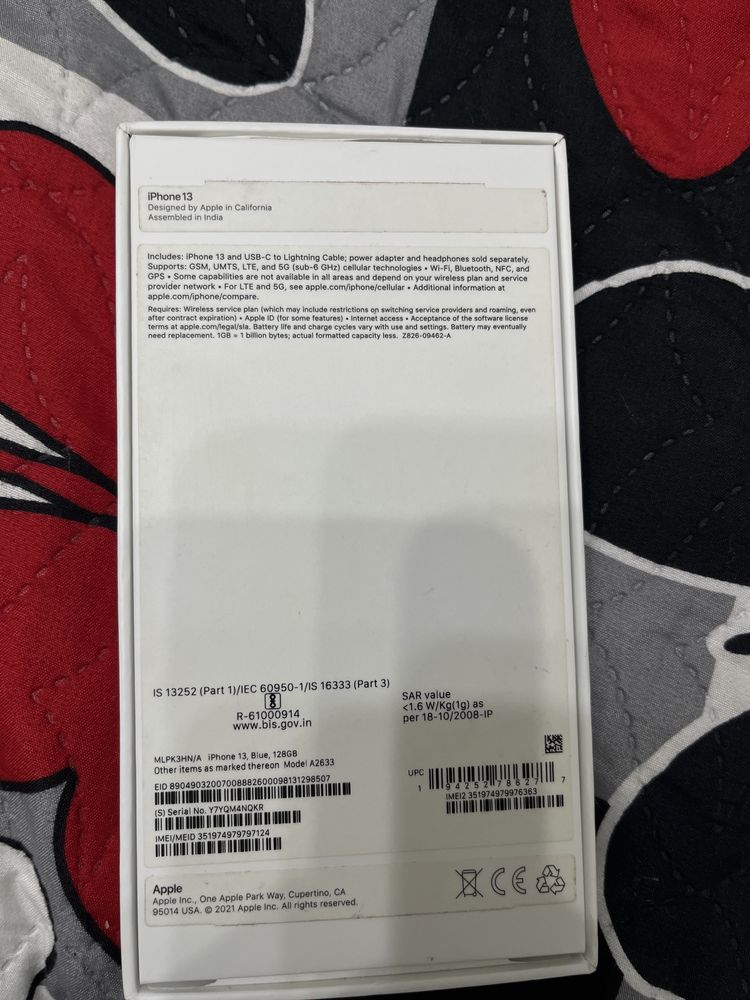 iPhone 13
Designed by Apple in California
Assembled in India
Includes: iPhone 13 and USB-C to Lightning Cable; power adapter and headphones sold separately.
Supports: GSM, UMTS, LTE, and 5G (sub-6 GHz) cellular technologies • Wi-Fi, Bluetooth, NFC, and
GPS • Some capabilities are not available in all areas and depend on your wireless plan and service
provider network • For LTE and 5G, see apple.com/iphone/cellular • Additional information at
apple.com/iphone/compare.
Requires: Wireless service plan (which may include restrictions on switching service providers and roaming, even
after contract expiration) • Apple ID (for some features) • Internet access • Acceptance of the software license
terms at apple.com/legal/sla. Battery life and charge cycles vary with use and settings. Battery may eventually
need replacement. 1GB = 1 billion bytes; actual formatted capacity less. Z826-09462-A
IS 13252 (Part 1)/IEC 60950-1/IS 16333 (Part 3)
R-61000914
www.bis.gov.in
SAR value
<1.6 W/Kg(1g) as
per 18-10/2008-IP
MLPK3HN/A iPhone 13, Blue, 128GB
Other items as marked thereon Model A2633
EID 89049032007008882600098131298507
(S) Serial No. Y7YQM4NQKR
IMEI/MEID 351974979797124
UPC
1 94252 78627 7
IMEI2 351974979976363
Apple
Apple Inc., One Apple Park Way, Cupertino, CA
95014 USA. © 2021 Apple Inc. All rights reserved.
CE